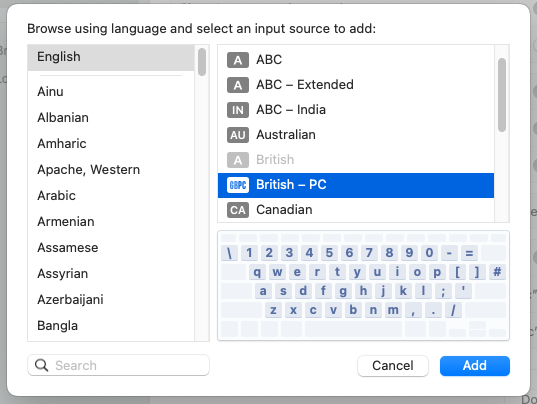 Browse using language and select an input source to add:
English
Ainu
Albanian
Amharic
Apache, Western
Arabic
Armenian
Assamese
Assyrian
Azerbaijani
Bangla
A ABC
A ABC – Extended
IN ABC – India
AU Australian
A British
GBPC British – PC
CA Canadian
\ 1 2 3 4 5 6 7 8 9 0 - =
q w e r t y u i o p [ ] #
a s d f g h j k l ; '
z x c v b n m , . /
Search
Cancel
Add